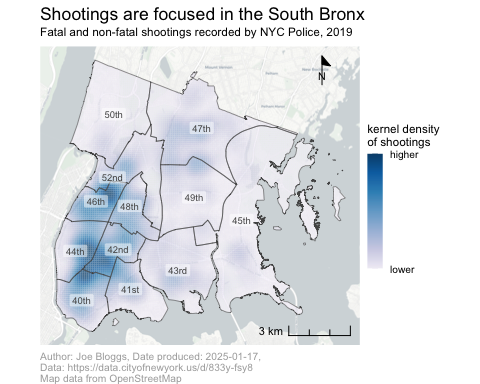 Shootings are focused in the South Bronx
Fatal and non-fatal shootings recorded by NYC Police, 2019
N
50th
47th
kernel density
of shootings
higher
lower
52nd
46th
48th
49th
45th
44th
42nd
43rd
40th
41st
3 km
Author: Joe Bloggs, Date produced: 2025-01-17,
Data: https://data.cityofnewyork.us/d/833y-fsy8
Map data from OpenStreetMap